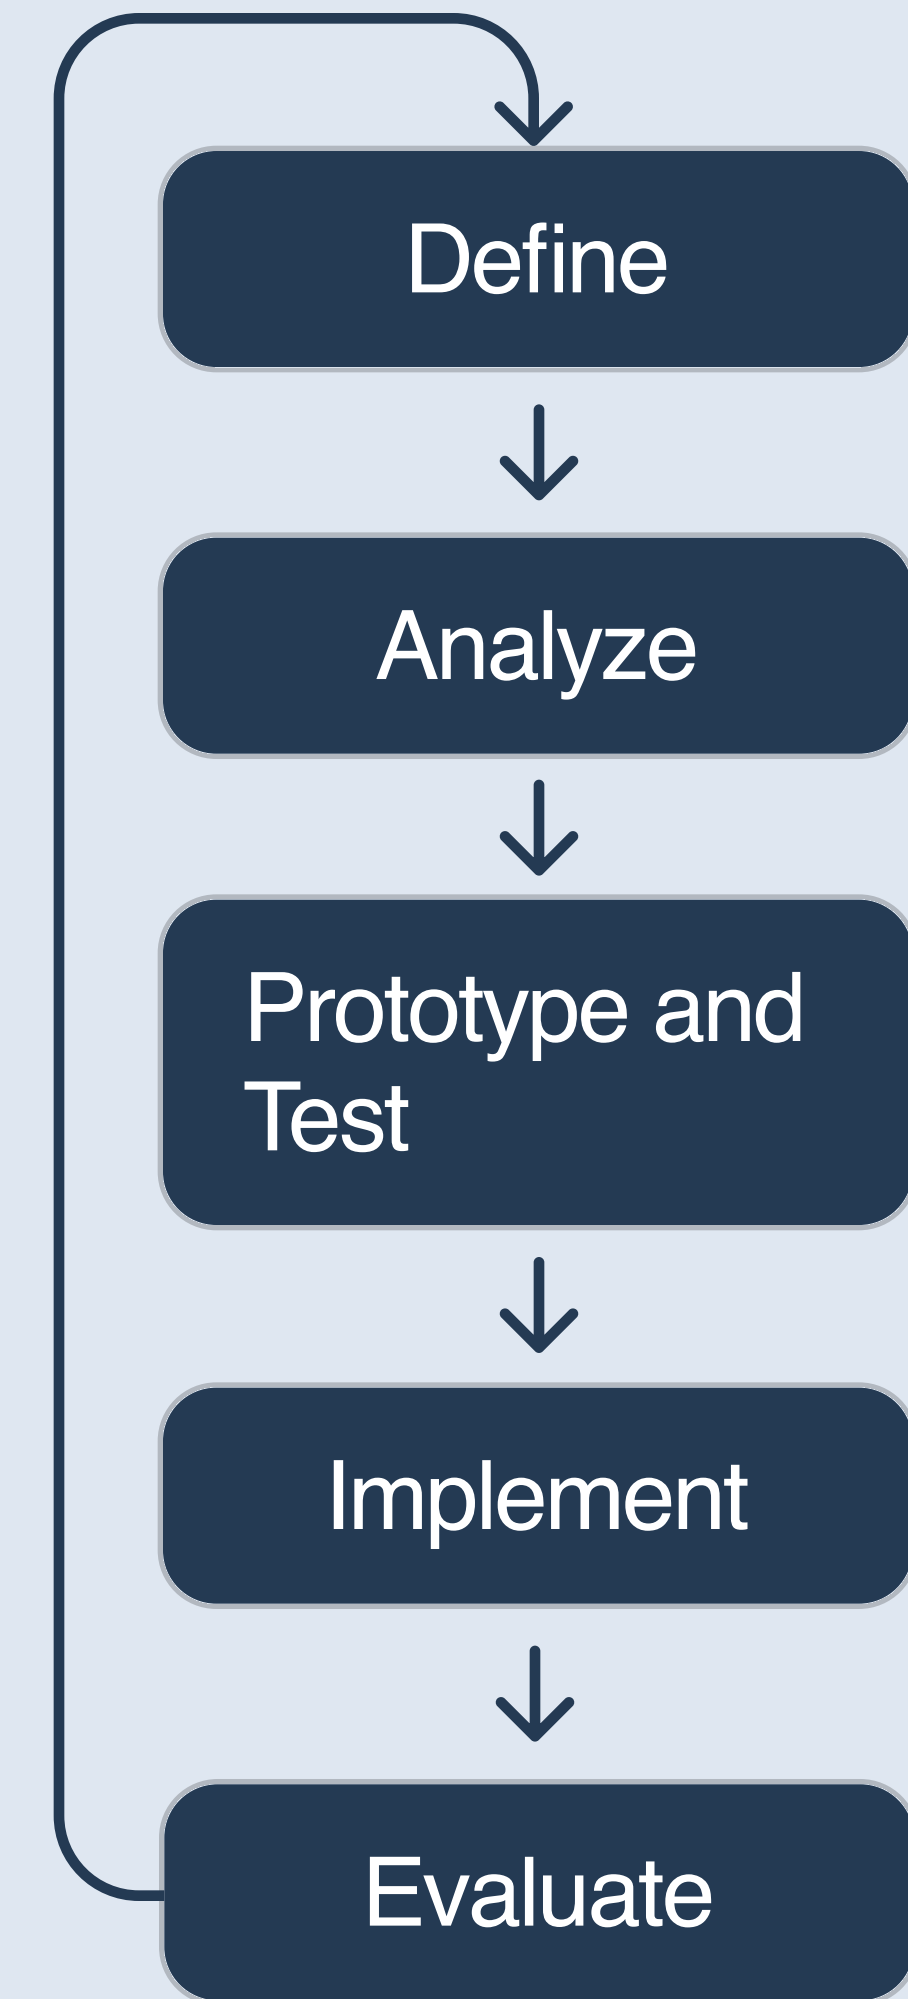 Define
Analyze
Prototype and
Test
Implement
Evaluate